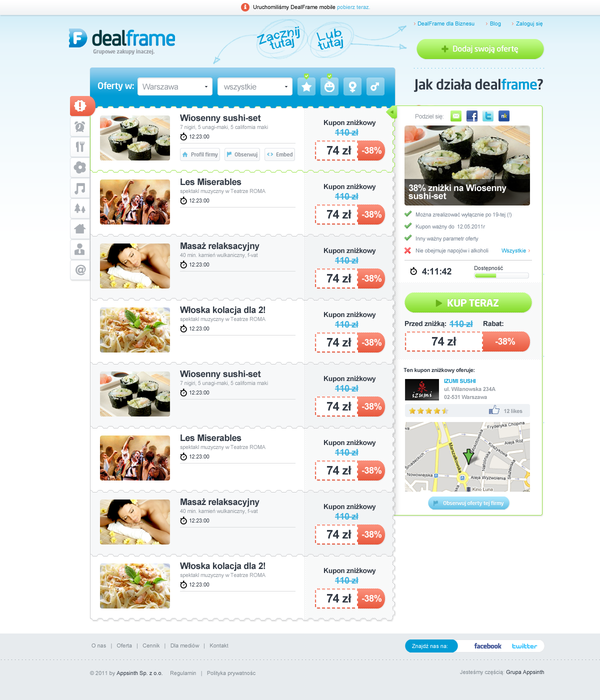 Uruchomiliśmy DealFrame mobile pobierz teraz.
dealframe
Grupowe zakupy inaczej.
Zacznij tutaj
Lub tutaj
DealFrame dla Biznesu
Blog
Zaloguj się
Dodaj swoją ofertę
Oferty w:
Warszawa
wszystkie
Jak działa dealframe?
Wiosenny sushi-set
7 nigiri, 5 unagi-maki, 5 california maki
12:23:00
Profil firmy
Obserwuj
Embed
Kupon zniżkowy
110 zł
74 zł
-38%
Les Miserables
spektakl muzyczny w Teatrze ROMA
12:23:00
Kupon zniżkowy
110 zł
74 zł
-38%
Masaż relaksacyjny
40 min, kamień wulkaniczny, f-vat
12:23:00
Kupon zniżkowy
110 zł
74 zł
-38%
Włoska kolacja dla 2!
spektakl muzyczny w Teatrze ROMA
12:23:00
Kupon zniżkowy
110 zł
74 zł
-38%
Wiosenny sushi-set
7 nigiri, 5 unagi-maki, 5 california maki
12:23:00
Kupon zniżkowy
110 zł
74 zł
-38%
Les Miserables
spektakl muzyczny w Teatrze ROMA
12:23:00
Kupon zniżkowy
110 zł
74 zł
-38%
Masaż relaksacyjny
40 min, kamień wulkaniczny, f-vat
12:23:00
Kupon zniżkowy
110 zł
74 zł
-38%
Włoska kolacja dla 2!
spektakl muzyczny w Teatrze ROMA
12:23:00
Kupon zniżkowy
110 zł
74 zł
-38%
Podziel się:
38% zniżki na Wiosenny
sushi-set
Można zrealizować wyłącznie po 19-tej (!)
Kupon ważny do 12.05.2011r
Inny ważny parametr oferty
Nie obejmuje napojów i alkoholi
Wszystkie
4:11:42
Dostępność
KUP TERAZ
Przed zniżką: 110 zł
Rabat:
74 zł
-38%
Ten kupon zniżkowy oferuje:
IZUMI SUSHI
ul. Wilanowska 234A
02-531 Warszawa
izumi
sushi
12 likes
Fryderyka Chopina
Aleja Wojsk
Aleja Wojsk
Koło Luna
Obserwuj oferty tej firmy
O nas | Oferta | Cennik | Dla mediów | Kontakt
Znajdź nas na:
facebook
twitter
© 2011 by Appsinth Sp. z o.o.
Regulamin | Polityka prywatności
Jesteśmy częścią Grupa Appsinth